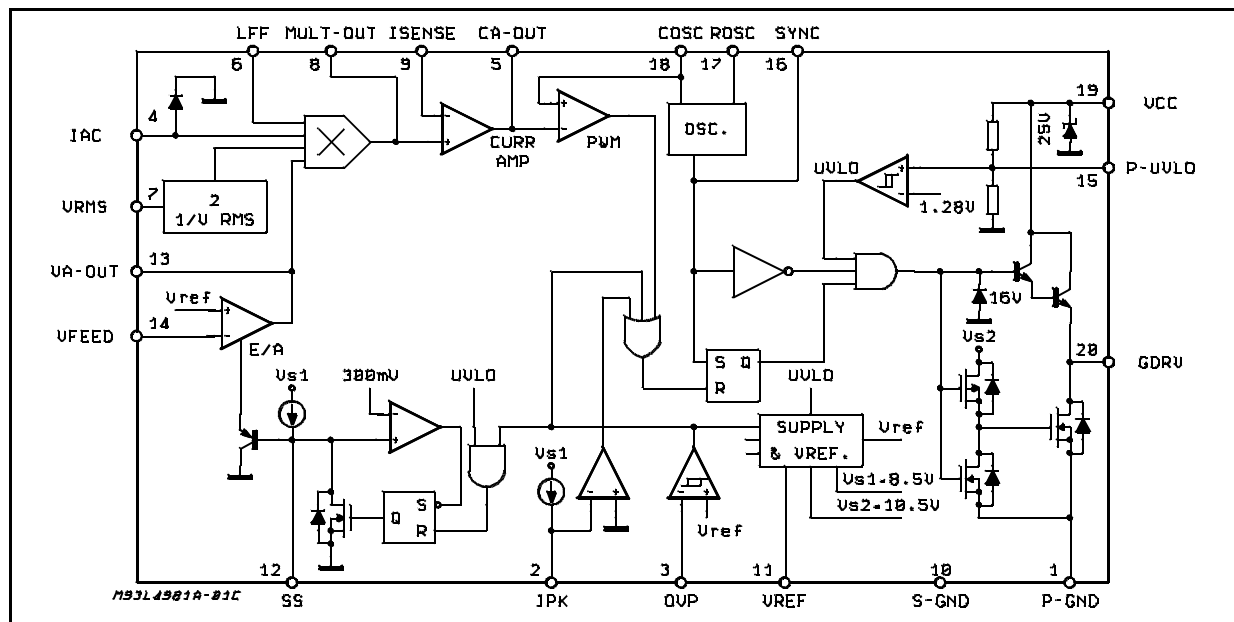 LFF MULT-OUT ISENSE CA-OUT COSC ROSC SYNC
6 8 9 5 18 17 16
4
IAC
7
VRMS
2
1/V RMS
13
VA-OUT
Vref
14
VFEED
E/A
+
-
CURR
AMP
+
-
PWM
OSC.
19
VCC
25V
P-UVLO
15
UVLO
+
-
1.28V
16V
Vs2
20
GDRV
S Q
R
UVLO
SUPPLY
& VREF.
Vref
Vs1=8.5V
Vs2=10.5V
Vs1
300mV
-
+
UVLO
Q S
R
Vs1
- +
- +
Vref
12 2 3 11 10 1
SS IPK OVP VREF S-GND P-GND
M93L4981A-01C